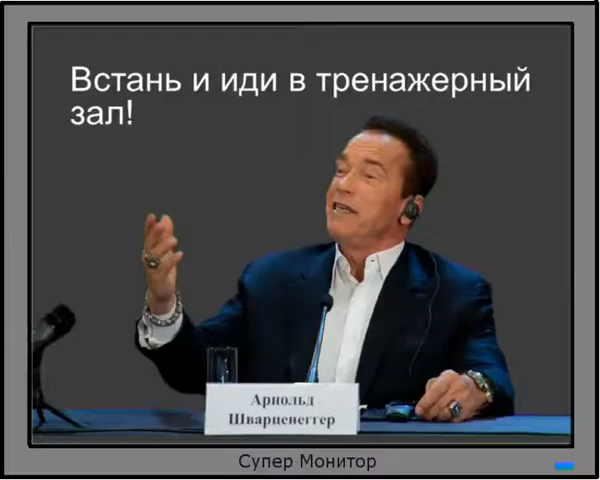 Встань и иди в тренажерный
зал!
Арнольд
Шварценеггер
Супер Монитор